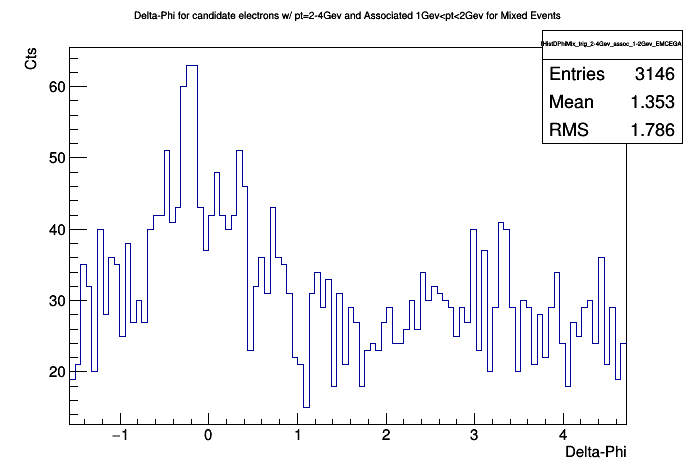 Delta-Phi for candidate electrons w/ pt=2-4Gev and Associated 1Gev<pt<2Gev for Mixed Events
Cts
HistDPhiMix_trig_2-4Gev_assoc_1-2Gev_EMCEGA
Entries 3146
Mean 1.353
RMS 1.786
60
50
40
30
20
−1 0 1 2 3 4
Delta-Phi